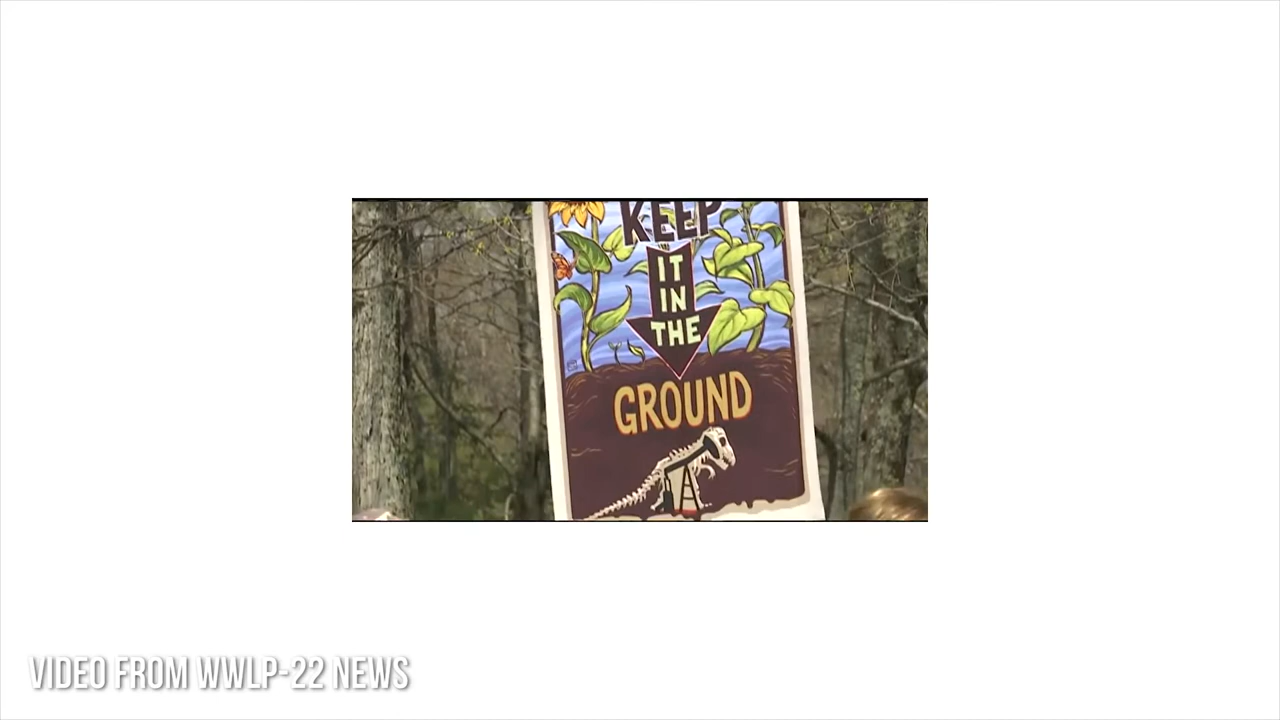 KEEP
IT
IN
THE
GROUND
VIDEO FROM WWLP-22 NEWS